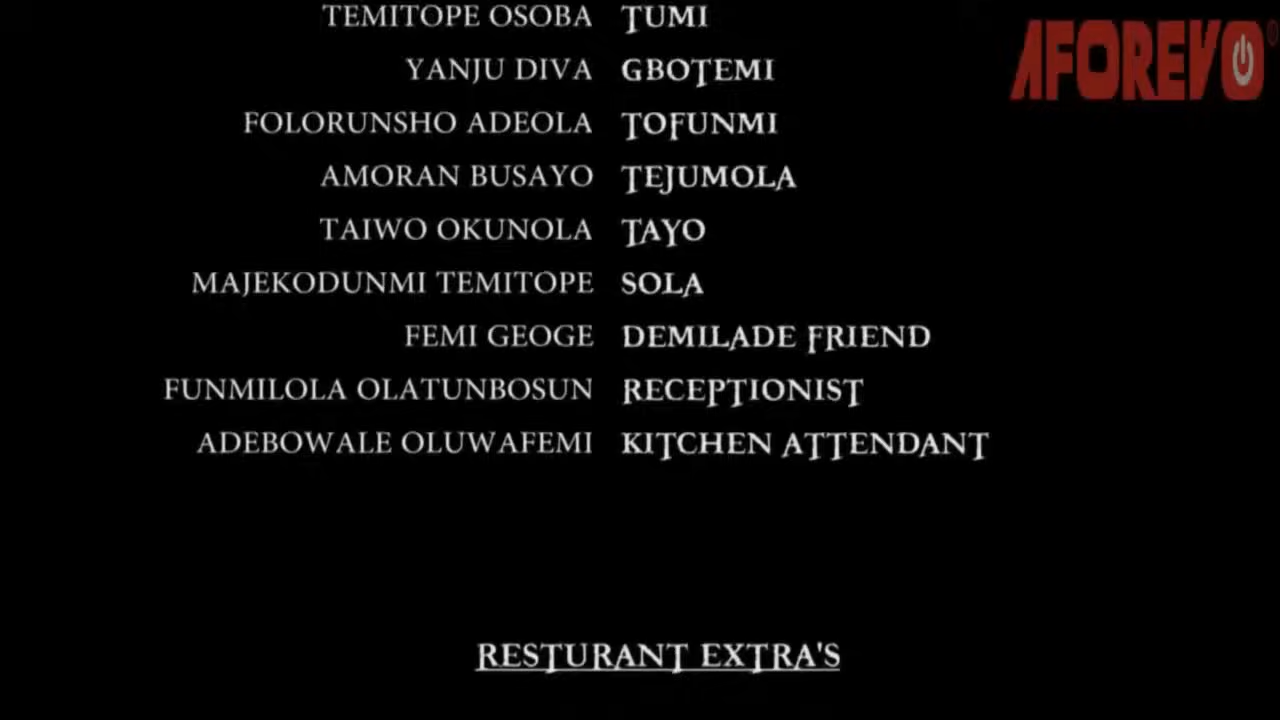 TEMITOPE OSOBA TUMI
AFOREVO
YANJU DIVA GBOTEMI
FOLORUNSHO ADEOLA TOFUNMI
AMORAN BUSAYO TEJUMOLA
TAIWO OKUNOLA TAYO
MAJEKODUNMI TEMITOPE SOLA
FEMI GEOGE DEMILADE FRIEND
FUNMILOLA OLATUNBOSUN RECEPTIONIST
ADEBOWALE OLUWAFEMI KITCHEN ATTENDANT
RESTURANT EXTRA'S